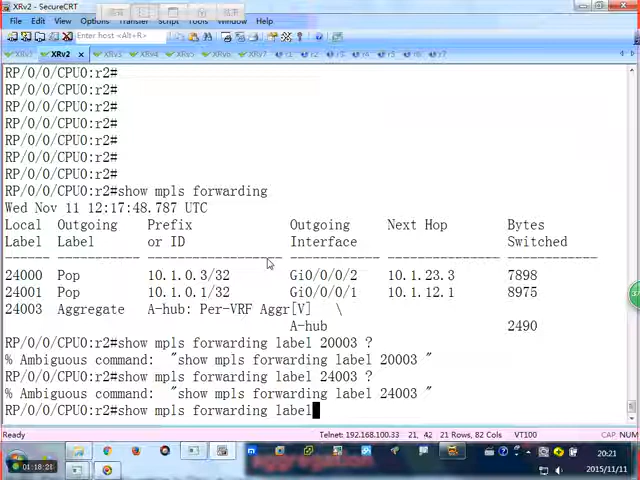 XRv2 - SecureCRT
File Edit View Options Transfer Script Tools Window Help
Enter host <Alt+R>
XRv2
RP/0/0/CPU0:r2#
RP/0/0/CPU0:r2#
RP/0/0/CPU0:r2#
RP/0/0/CPU0:r2#
RP/0/0/CPU0:r2#
RP/0/0/CPU0:r2#
RP/0/0/CPU0:r2#
RP/0/0/CPU0:r2#show mpls forwarding
Wed Nov 11 12:17:48.787 UTC
Local Outgoing Prefix Outgoing Next Hop Bytes
Label Label or ID Interface Switched
------ ----------- ------------------ ------------ --------------- ------------
24000 Pop 10.1.0.3/32 Gi0/0/0/2 10.1.23.3 7898
24001 Pop 10.1.0.1/32 Gi0/0/0/1 10.1.12.1 8975
24003 Aggregate A-hub: Per-VRF Aggr[V] \
A-hub 2490
RP/0/0/CPU0:r2#show mpls forwarding label 20003 ?
% Ambiguous command: "show mpls forwarding label 20003 "
RP/0/0/CPU0:r2#show mpls forwarding label 24003 ?
% Ambiguous command: "show mpls forwarding label 24003 "
RP/0/0/CPU0:r2#show mpls forwarding label
Ready Telnet: 192.168.100.33 21, 42 21 Rows, 82 Cols VT100 CAP NUM
01:18:21
aggregation
20:21
2015/11/11